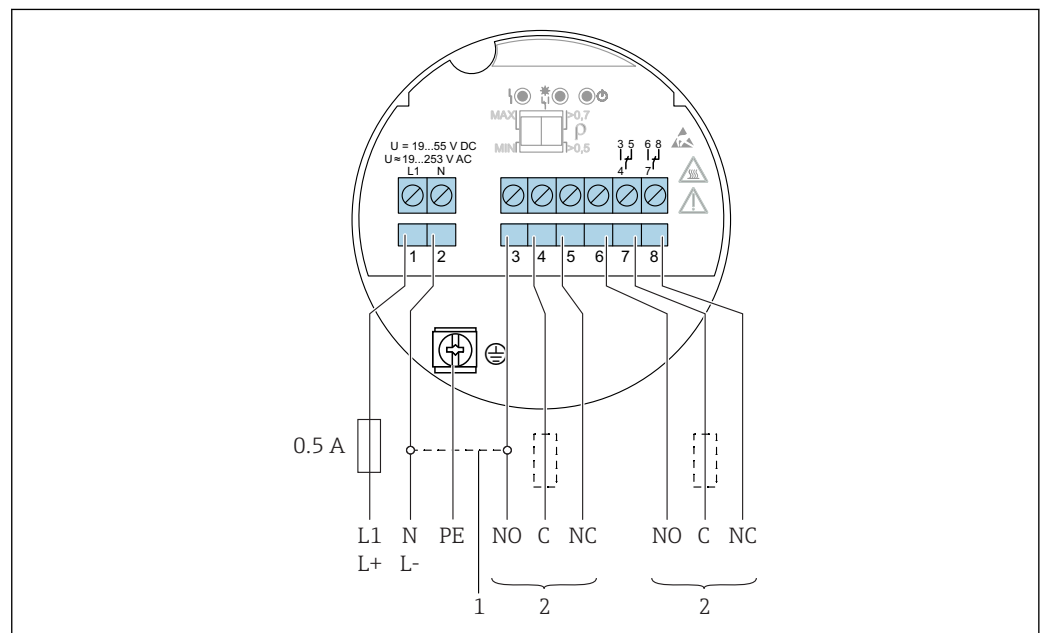 MAX >0,7
ρ
MIN >0,5
U = 19...55 V DC
U≂19...253 V AC
L1 N
3 5 6 8
4 7
1 2 3 4 5 6 7 8
0.5 A
L1 N PE NO C NC NO C NC
L+ L-
1 2 2